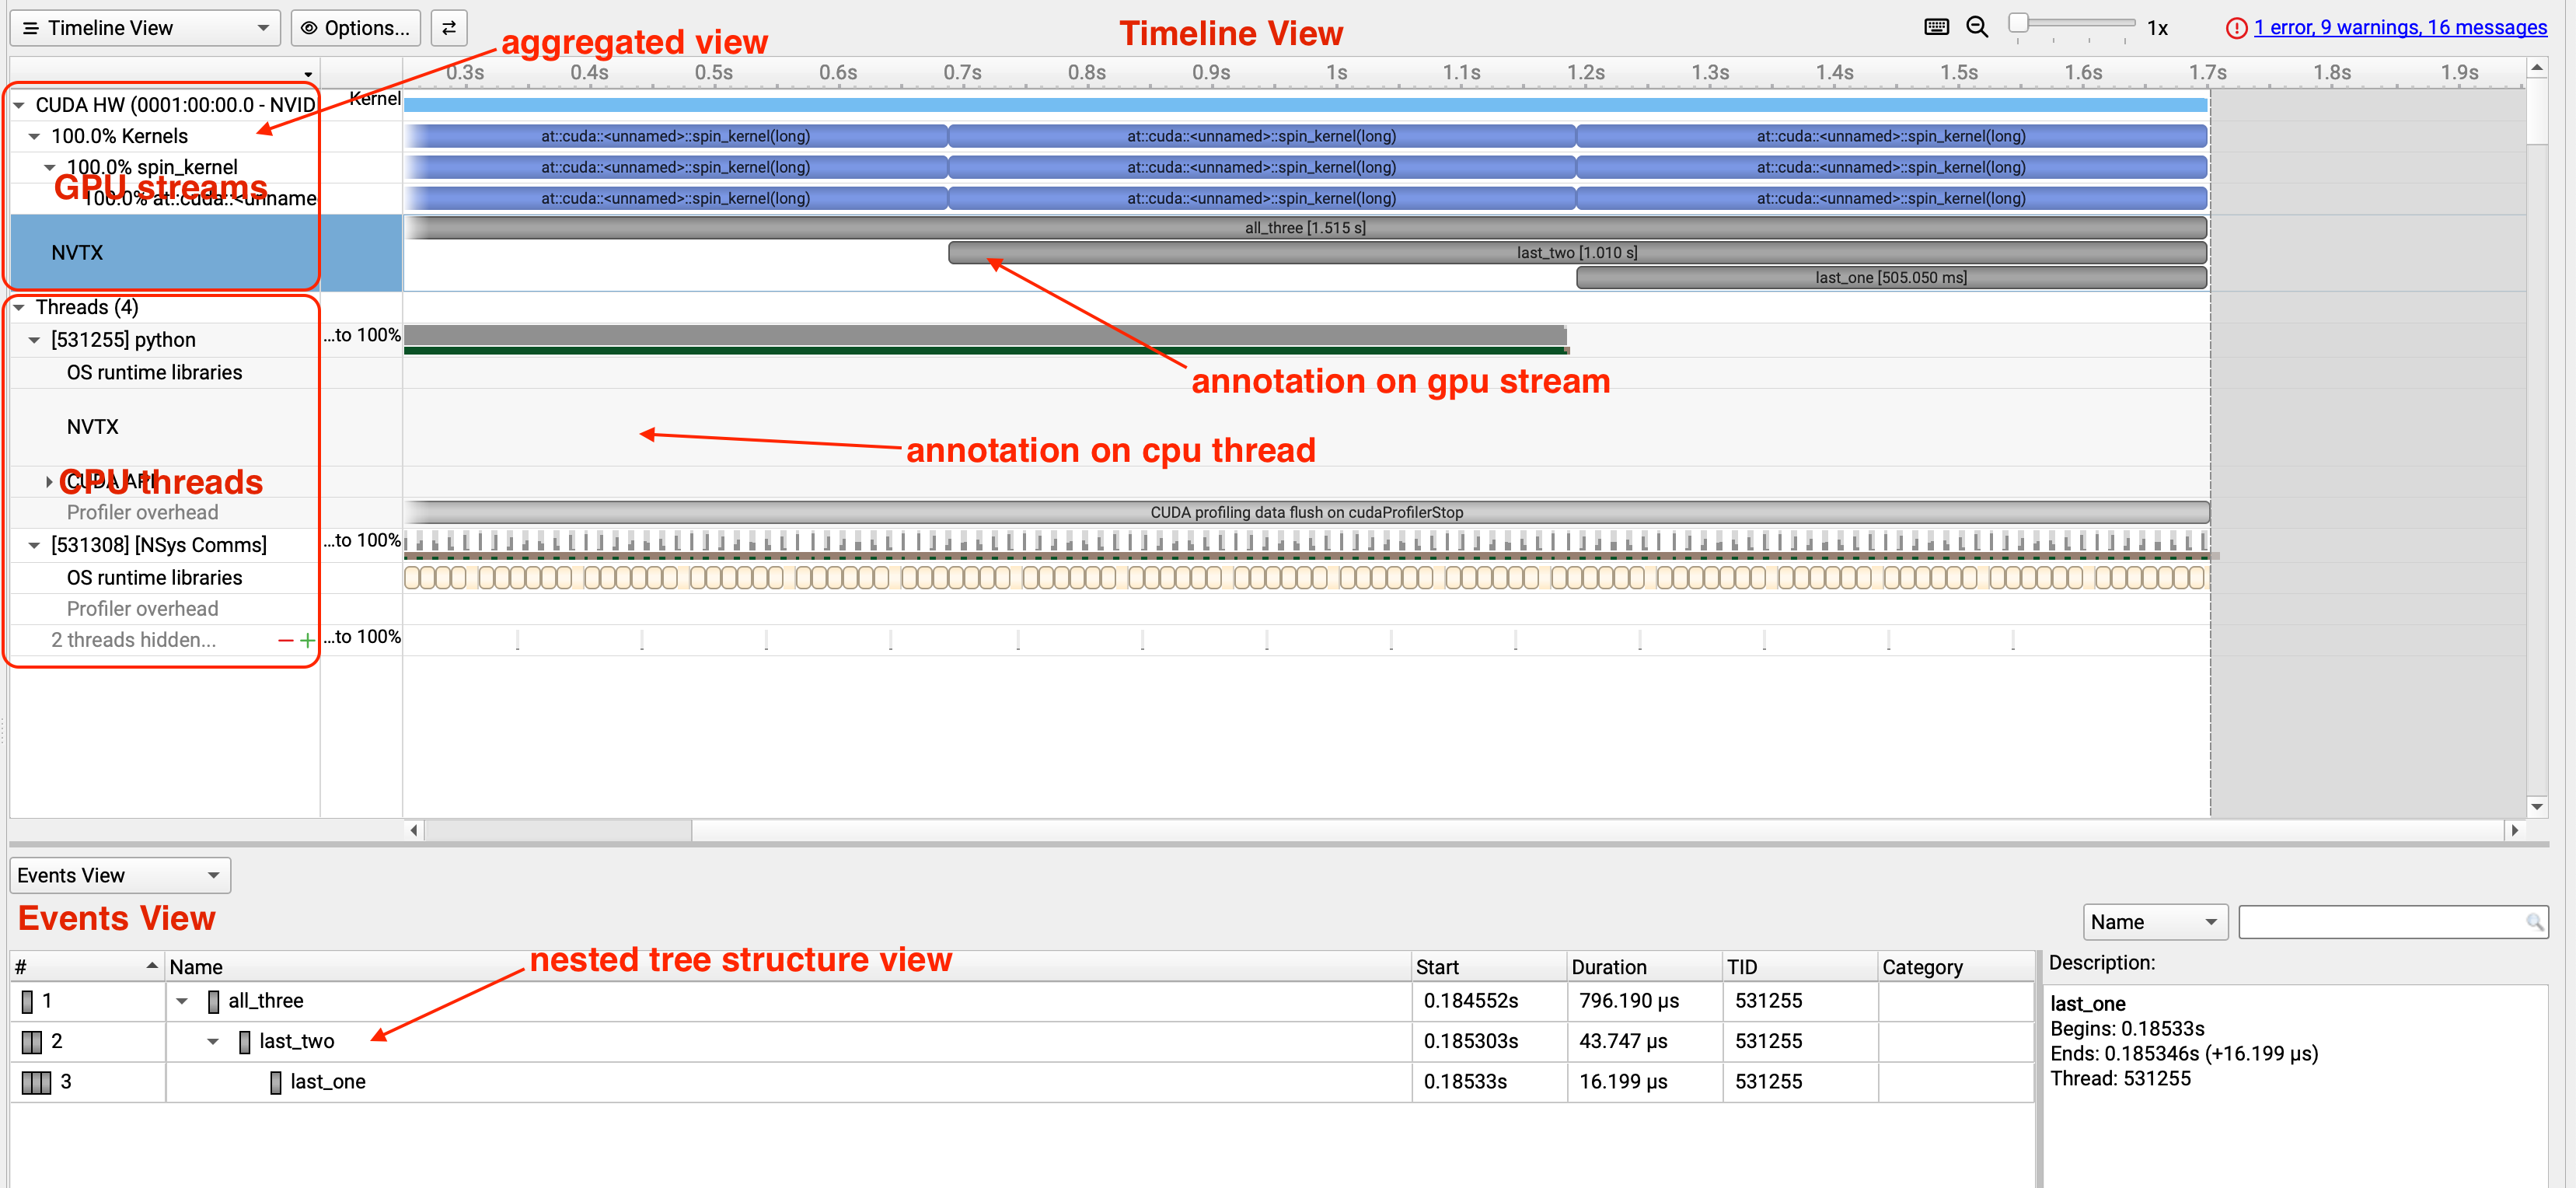 Timeline View
Options...
Timeline View
1x
1 error, 9 warnings, 16 messages
aggregated view
0.3s 0.4s 0.5s 0.6s 0.7s 0.8s 0.9s 1s 1.1s 1.2s 1.3s 1.4s 1.5s 1.6s 1.7s 1.8s 1.9s
CUDA HW (0001:00:00.0 - NVID
Kernel
100.0% Kernels
at::cuda::<unnamed>::spin_kernel(long) at::cuda::<unnamed>::spin_kernel(long) at::cuda::<unnamed>::spin_kernel(long)
100.0% spin_kernel
at::cuda::<unnamed>::spin_kernel(long) at::cuda::<unnamed>::spin_kernel(long) at::cuda::<unnamed>::spin_kernel(long)
GPU streams
100.0% at::cuda::<unname
at::cuda::<unnamed>::spin_kernel(long) at::cuda::<unnamed>::spin_kernel(long) at::cuda::<unnamed>::spin_kernel(long)
NVTX
all_three [1.515 s]
last_two [1.010 s]
last_one [505.050 ms]
Threads (4)
[531255] python
...to 100%
OS runtime libraries
annotation on gpu stream
NVTX
annotation on cpu thread
CUDA API
CPU threads
Profiler overhead
CUDA profiling data flush on cudaProfilerStop
[531308] [NSys Comms]
...to 100%
OS runtime libraries
Profiler overhead
2 threads hidden...
...to 100%
Events View
Events View
Name
nested tree structure view
# Name Start Duration TID Category
1 all_three 0.184552s 796.190 µs 531255
2 last_two 0.185303s 43.747 µs 531255
3 last_one 0.18533s 16.199 µs 531255
Description:
last_one
Begins: 0.18533s
Ends: 0.185346s (+16.199 µs)
Thread: 531255